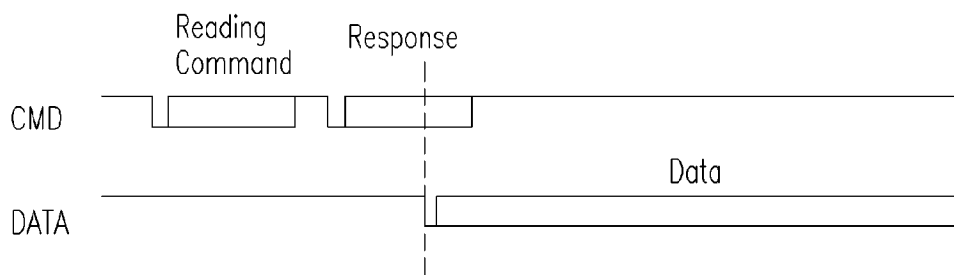 Reading
Command
Response
CMD
Data
DATA